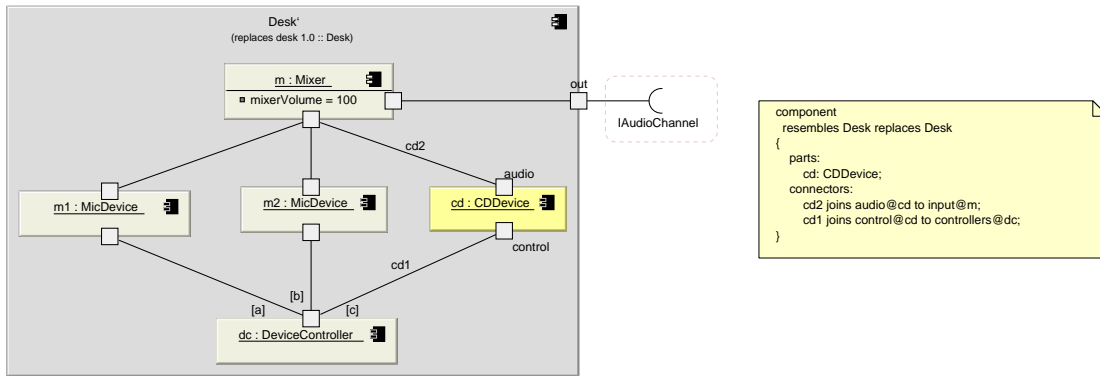 Desk‘
(replaces desk 1.0 :: Desk)
m : Mixer
mixerVolume = 100
out
IAudioChannel
cd2
audio
m1 : MicDevice
m2 : MicDevice
cd : CDDevice
control
cd1
[a]
[b]
[c]
dc : DeviceController
component
resembles Desk replaces Desk
{
parts:
cd: CDDevice;
connectors:
cd2 joins audio@cd to input@m;
cd1 joins control@cd to controllers@dc;
}